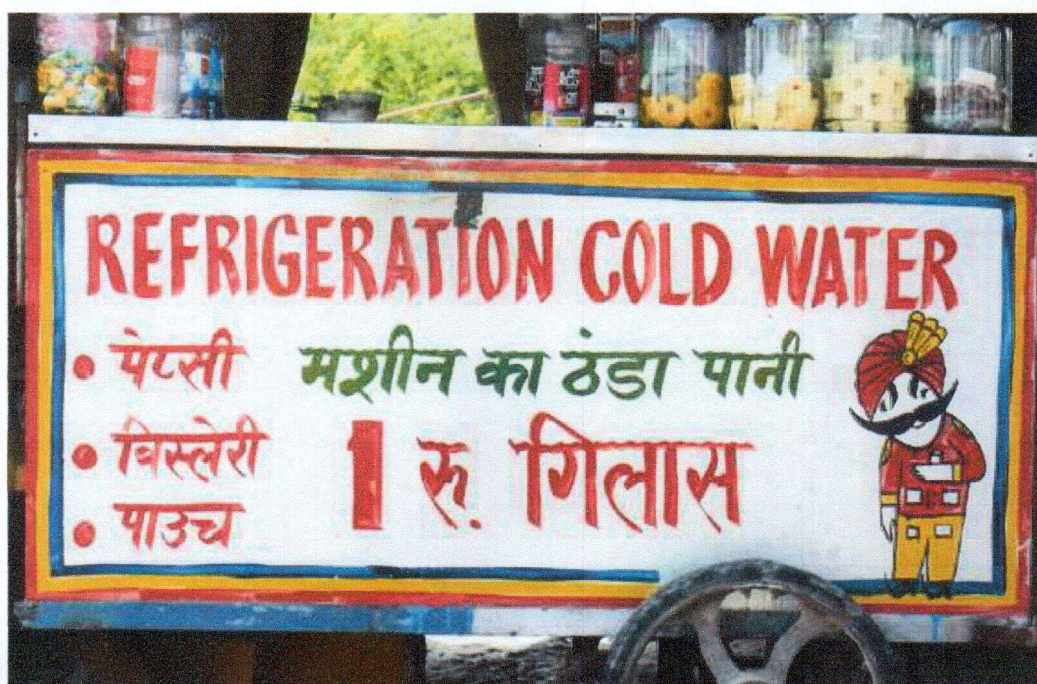 REFRIGERATION COLD WATER
• पेप्सी
• बिस्लेरी
• पाउच
मशीन का ठंडा पानी
1 रु. गिलास